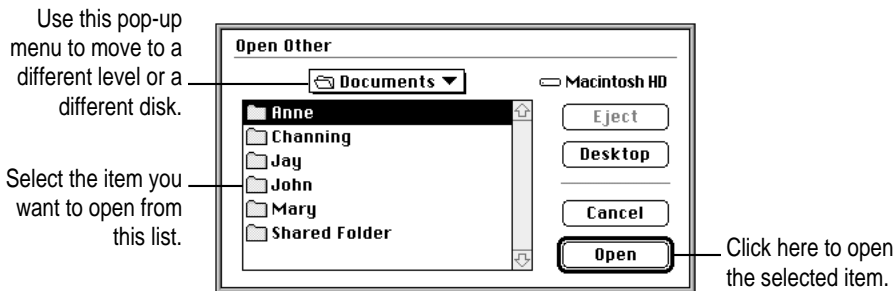 Use this pop-up
menu to move to a
different level or a
different disk.
Select the item you
want to open from
this list.
Open Other
Documents
Macintosh HD
Anne
Channing
Jay
John
Mary
Shared Folder
Eject
Desktop
Cancel
Open
Click here to open
the selected item.